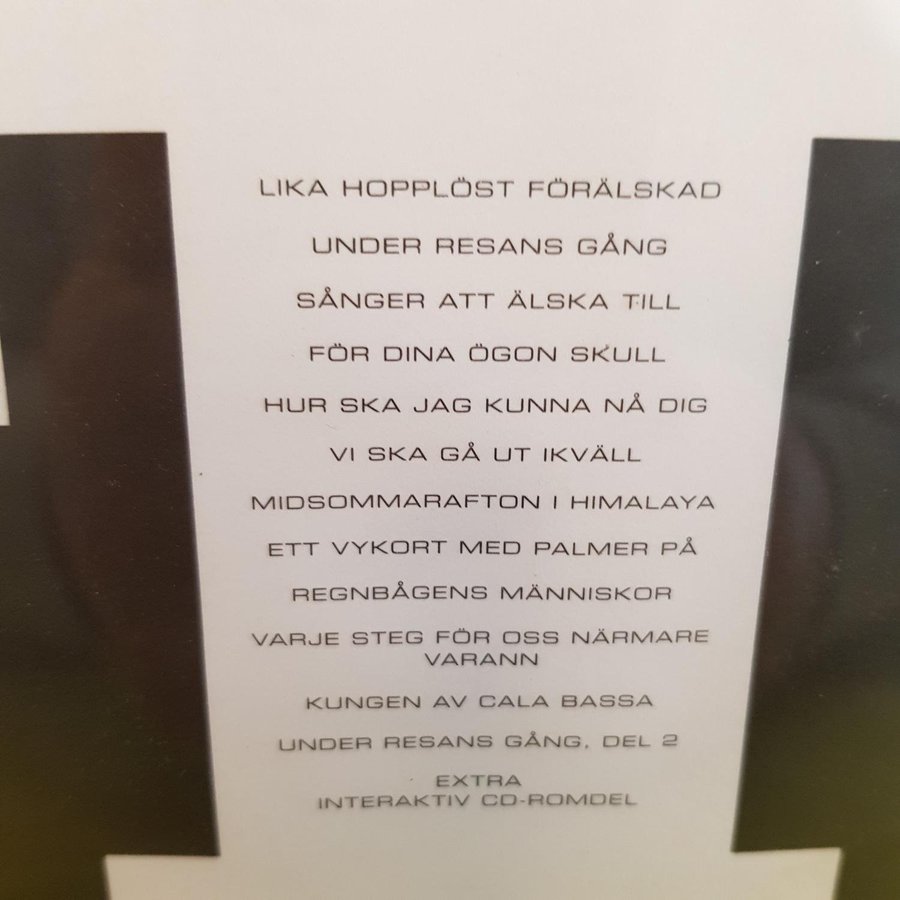 LIKA HOPPLÖST FÖRÄLSKAD
UNDER RESANS GÅNG
SÅNGER ATT ÄLSKA TILL
FÖR DINA ÖGON SKULL
HUR SKA JAG KUNNA NÅ DIG
VI SKA GÅ UT IKVÄLL
MIDSOMMARAFTON I HIMALAYA
ETT VYKORT MED PALMER PÅ
REGNBÅGENS MÄNNISKOR
VARJE STEG FÖR OSS NÄRMARE
VARANN
KUNGEN AV CALA BASSA
UNDER RESANS GÅNG, DEL 2
EXTRA
INTERAKTIV CD-ROMDEL